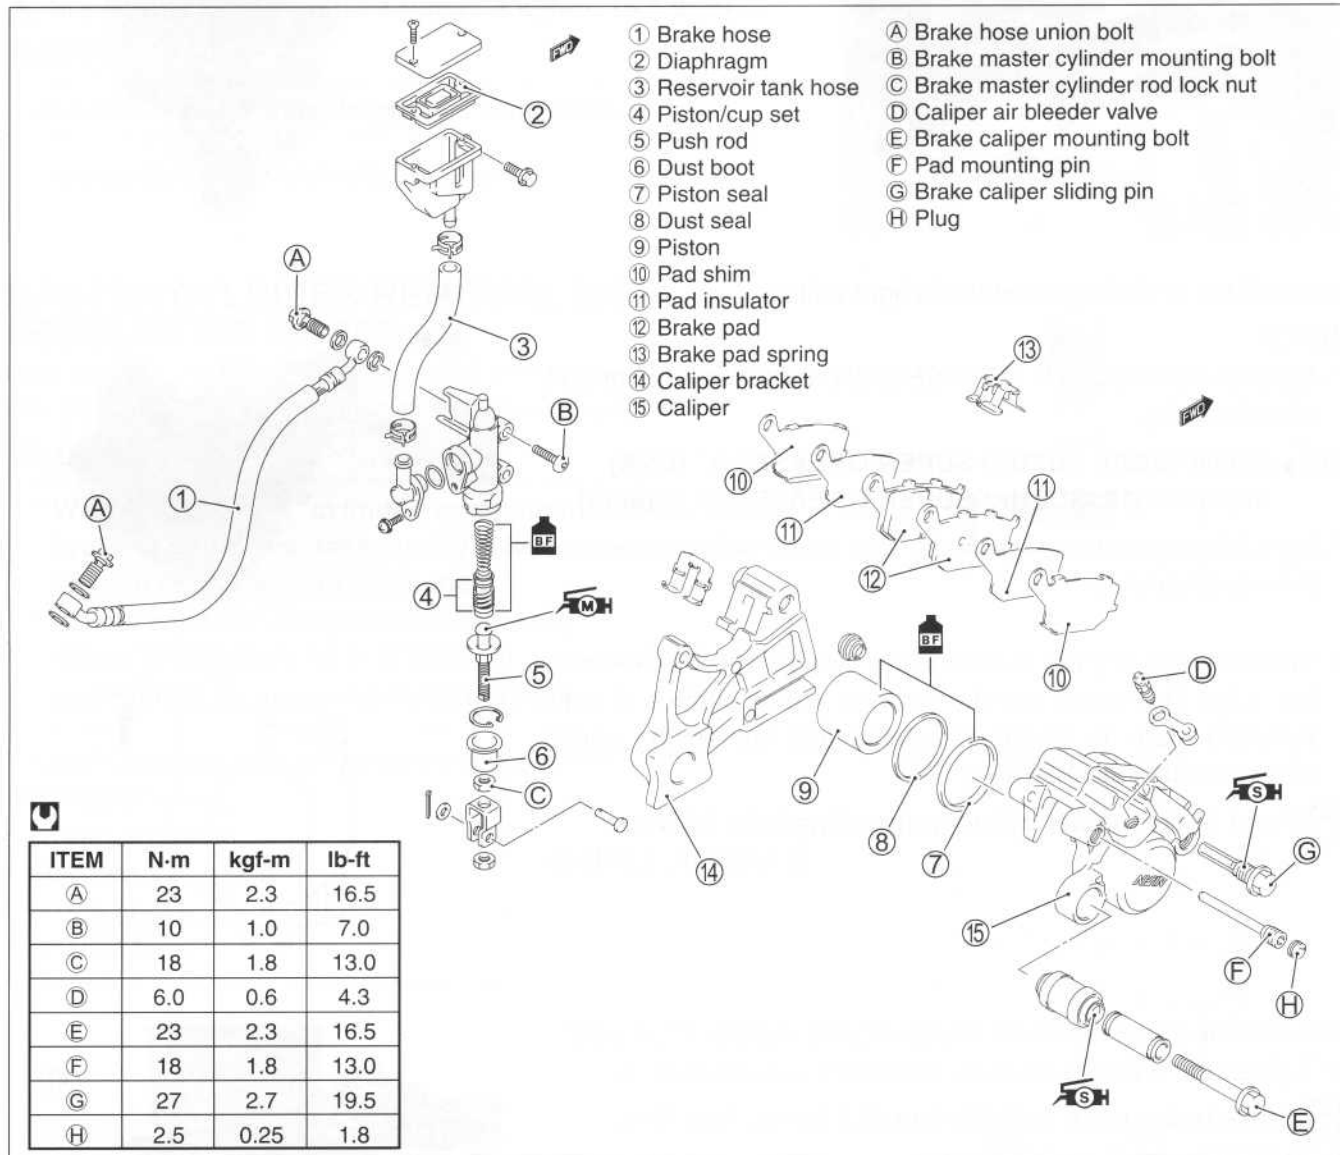 ① Brake hose
② Diaphragm
③ Reservoir tank hose
④ Piston/cup set
⑤ Push rod
⑥ Dust boot
⑦ Piston seal
⑧ Dust seal
⑨ Piston
⑩ Pad shim
⑪ Pad insulator
⑫ Brake pad
⑬ Brake pad spring
⑭ Caliper bracket
⑮ Caliper
Ⓐ Brake hose union bolt
Ⓑ Brake master cylinder mounting bolt
Ⓒ Brake master cylinder rod lock nut
Ⓓ Caliper air bleeder valve
Ⓔ Brake caliper mounting bolt
Ⓕ Pad mounting pin
Ⓖ Brake caliper sliding pin
Ⓗ Plug
FWD
②
Ⓐ
③
⑬
FWD
Ⓑ
⑩
①
Ⓐ
⑪
⑪
BF
⑫
④
M
BF
⑩
⑤
Ⓓ
⑥
⑨
Ⓒ
S
⑧
⑦
⑭
Ⓖ
AISIN
⑮
Ⓕ
Ⓗ
S
Ⓔ
ITEM N·m kgf-m lb-ft
Ⓐ 23 2.3 16.5
Ⓑ 10 1.0 7.0
Ⓒ 18 1.8 13.0
Ⓓ 6.0 0.6 4.3
Ⓔ 23 2.3 16.5
Ⓕ 18 1.8 13.0
Ⓖ 27 2.7 19.5
Ⓗ 2.5 0.25 1.8